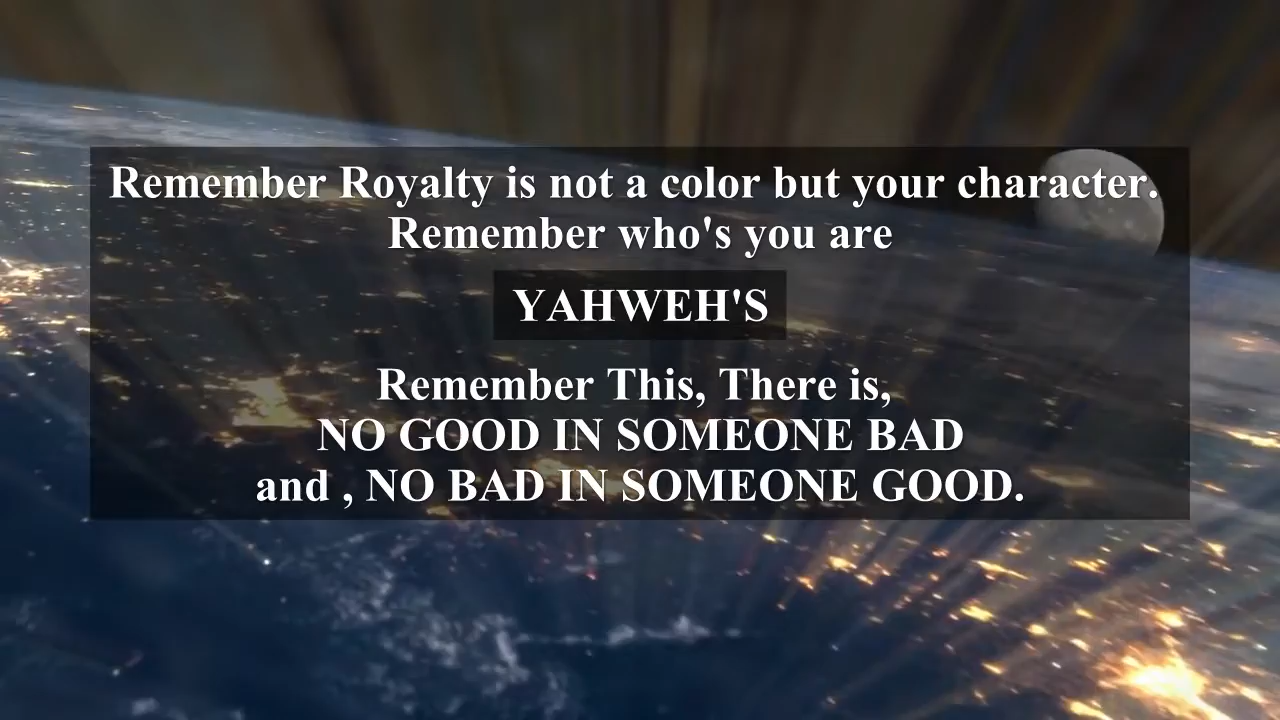 Remember Royalty is not a color but your character.
Remember who's you are
YAHWEH'S
Remember This, There is,
NO GOOD IN SOMEONE BAD
and , NO BAD IN SOMEONE GOOD.